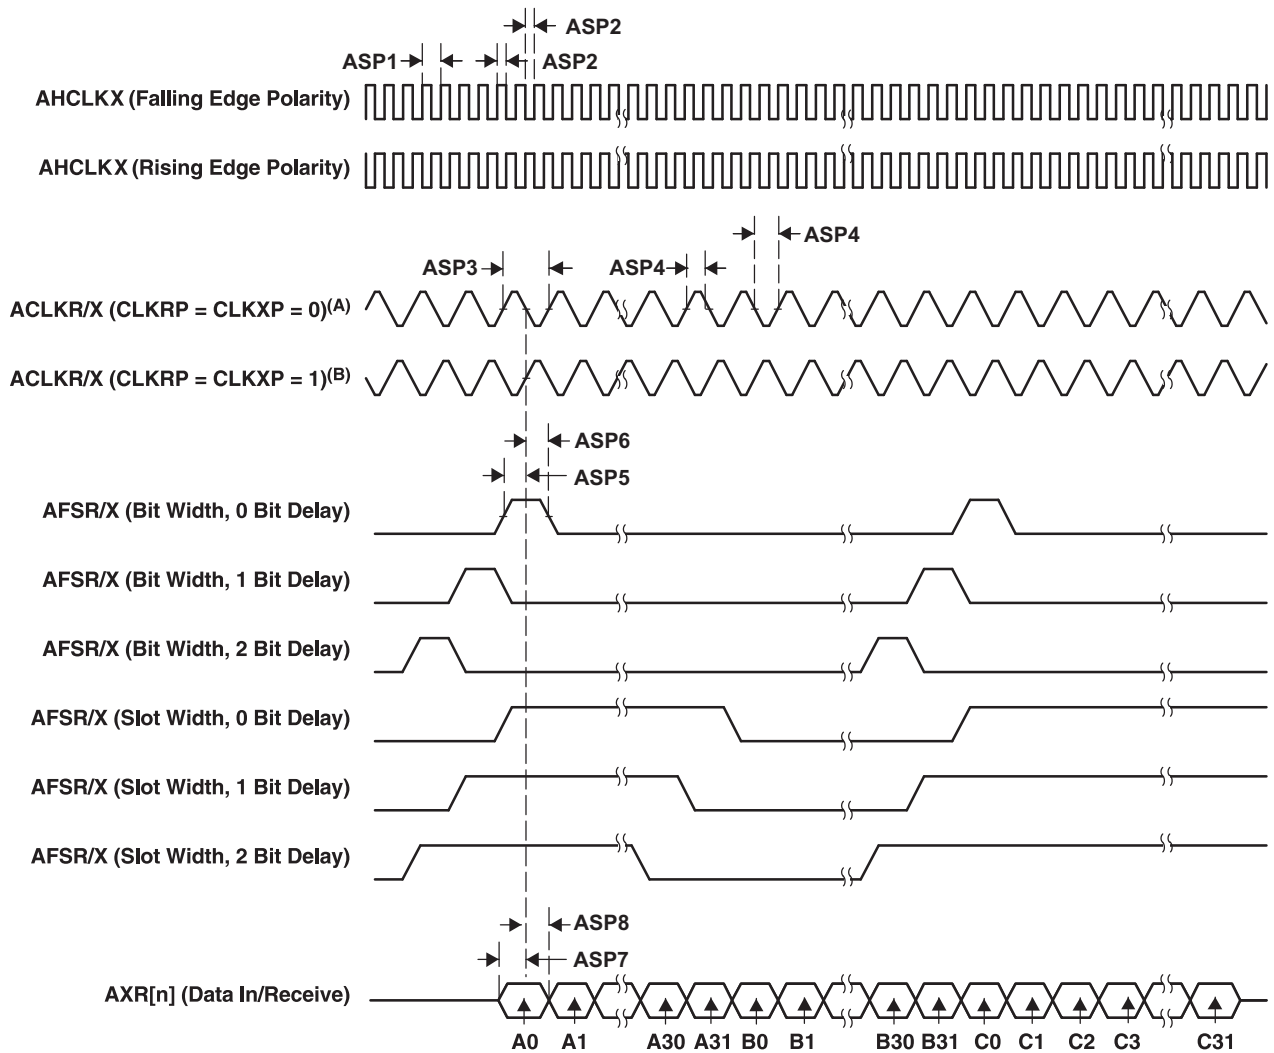 ASP2
ASP1 ASP2
AHCLKX (Falling Edge Polarity)
AHCLKX (Rising Edge Polarity)
ASP4
ASP3 ASP4
ACLKR/X (CLKRP = CLKXP = 0)(A)
ACLKR/X (CLKRP = CLKXP = 1)(B)
ASP6
ASP5
AFSR/X (Bit Width, 0 Bit Delay)
AFSR/X (Bit Width, 1 Bit Delay)
AFSR/X (Bit Width, 2 Bit Delay)
AFSR/X (Slot Width, 0 Bit Delay)
AFSR/X (Slot Width, 1 Bit Delay)
AFSR/X (Slot Width, 2 Bit Delay)
ASP8
ASP7
AXR[n] (Data In/Receive)
A0 A1 A30 A31 B0 B1 B30 B31 C0 C1 C2 C3 C31